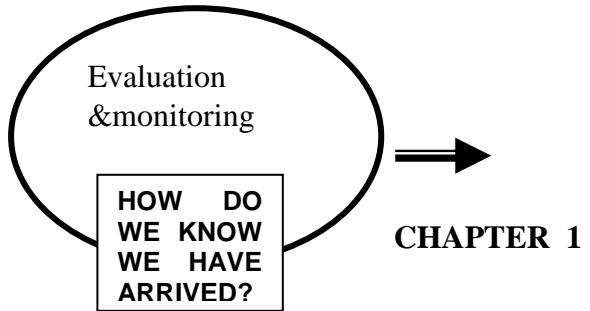 Evaluation
&monitoring
HOW DO
WE KNOW
WE HAVE
ARRIVED?
CHAPTER 1